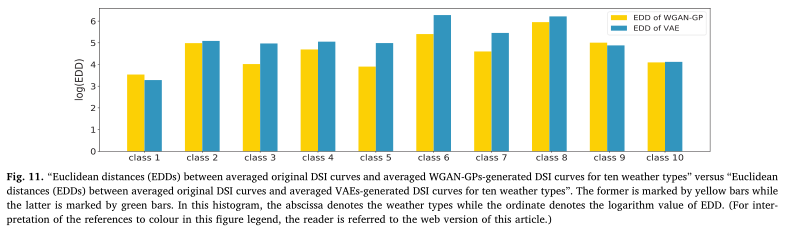 6
5
4
3
2
1
0
log(EDD)
EDD of WGAN-GP
EDD of VAE
class 1 class 2 class 3 class 4 class 5 class 6 class 7 class 8 class 9 class 10
Fig. 11. “Euclidean distances (EDDs) between averaged original DSI curves and averaged WGAN-GPs-generated DSI curves for ten weather types” versus “Euclidean
distances (EDDs) between averaged original DSI curves and averaged VAEs-generated DSI curves for ten weather types”. The former is marked by yellow bars while
the latter is marked by green bars. In this histogram, the abscissa denotes the weather types while the ordinate denotes the logarithm value of EDD. (For inter-
pretation of the references to colour in this figure legend, the reader is referred to the web version of this article.)